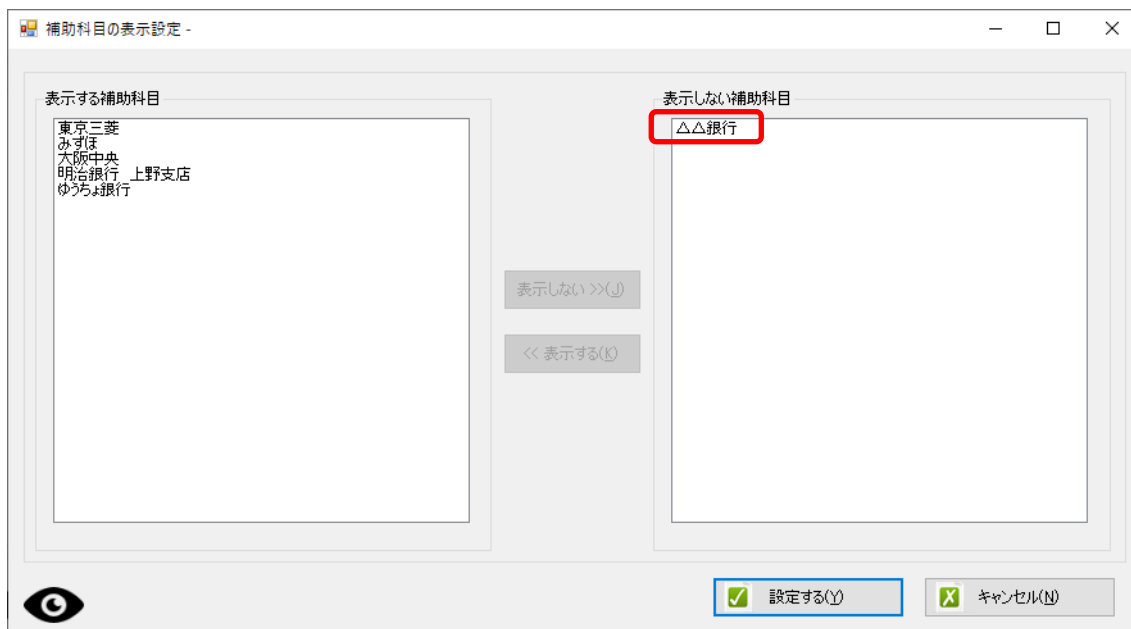 補助科目の表示設定 -
表示する補助科目
東京三菱
みずほ
大阪中央
明治銀行 上野支店
ゆうちょ銀行
表示しない >>(J)
<< 表示する(K)
表示しない補助科目
△△銀行
設定する(Y)
キャンセル(N)